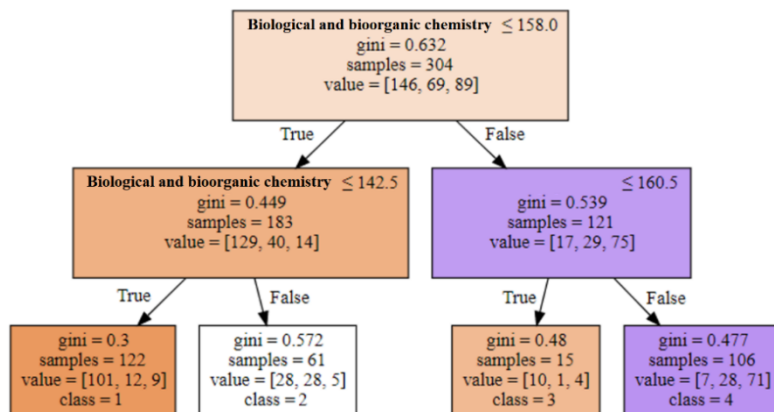 Biological and bioorganic chemistry ≤ 158.0
gini = 0.632
samples = 304
value = [146, 69, 89]
True
False
Biological and bioorganic chemistry ≤ 142.5
gini = 0.449
samples = 183
value = [129, 40, 14]
≤ 160.5
gini = 0.539
samples = 121
value = [17, 29, 75]
True
False
True
False
gini = 0.3
samples = 122
value = [101, 12, 9]
class = 1
gini = 0.572
samples = 61
value = [28, 28, 5]
class = 2
gini = 0.48
samples = 15
value = [10, 1, 4]
class = 3
gini = 0.477
samples = 106
value = [7, 28, 71]
class = 4